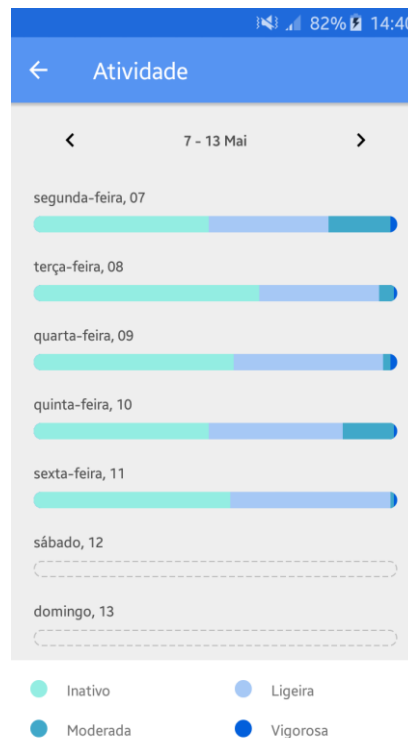 82% 14:40
Atividade
7 - 13 Mai
segunda-feira, 07
terça-feira, 08
quarta-feira, 09
quinta-feira, 10
sexta-feira, 11
sábado, 12
domingo, 13
Inativo Ligeira
Moderada Vigorosa